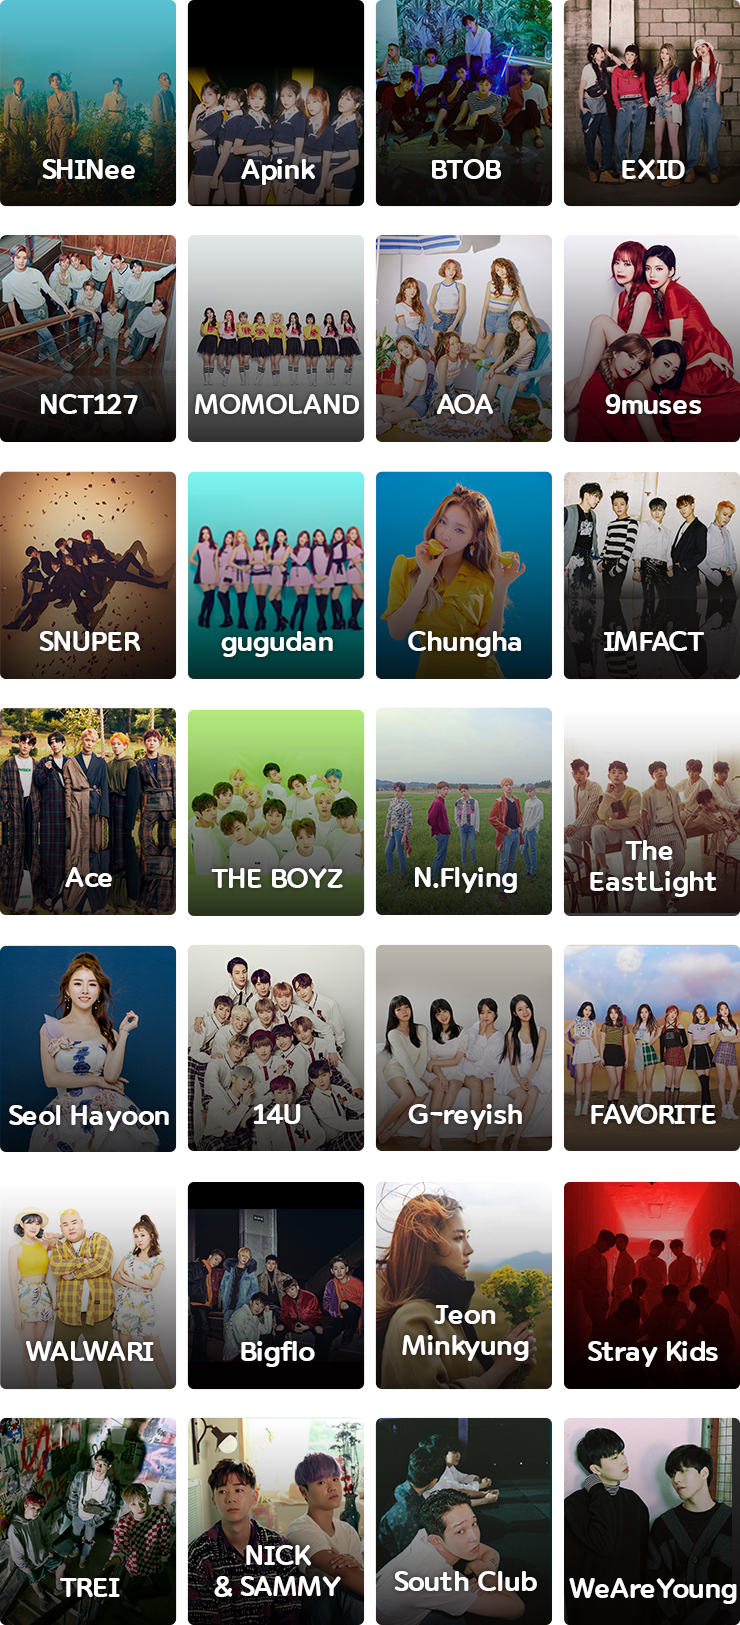 SHINee
Apink
BTOB
EXID
NCT127
MOMOLAND
AOA
9muses
SNUPER
gugudan
Chungha
IMFACT
Ace
THE BOYZ
N.Flying
The
EastLight
Seol Hayoon
14U
G-reyish
FAVORITE
WALWARI
Bigflo
Jeon
Minkyung
Stray Kids
TREI
NICK
& SAMMY
South Club
WeAreYoung